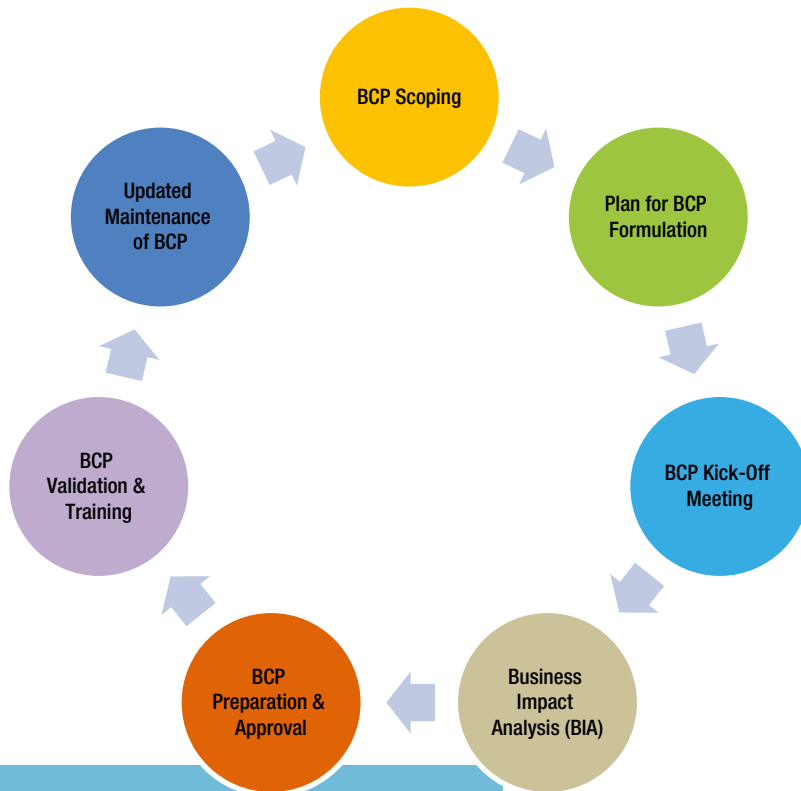 BCP Scoping
Plan for BCP
Formulation
BCP Kick-Off
Meeting
Business
Impact
Analysis (BIA)
BCP
Preparation &
Approval
BCP
Validation &
Training
Updated
Maintenance
of BCP